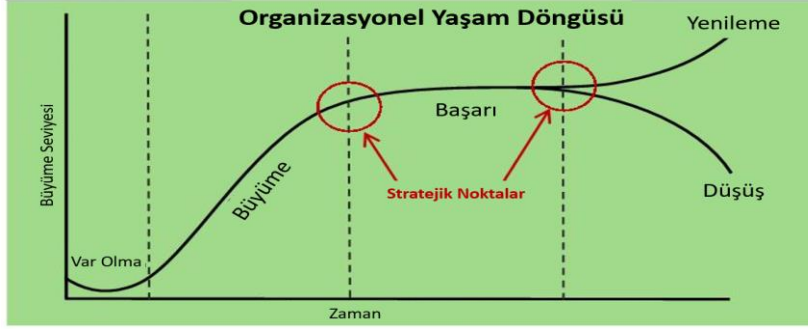 Organizasyonel Yaşam Döngüsü
Yenileme
Büyüme Seviyesi
Başarı
Büyüme
Stratejik Noktalar
Düşüş
Var Olma
Zaman